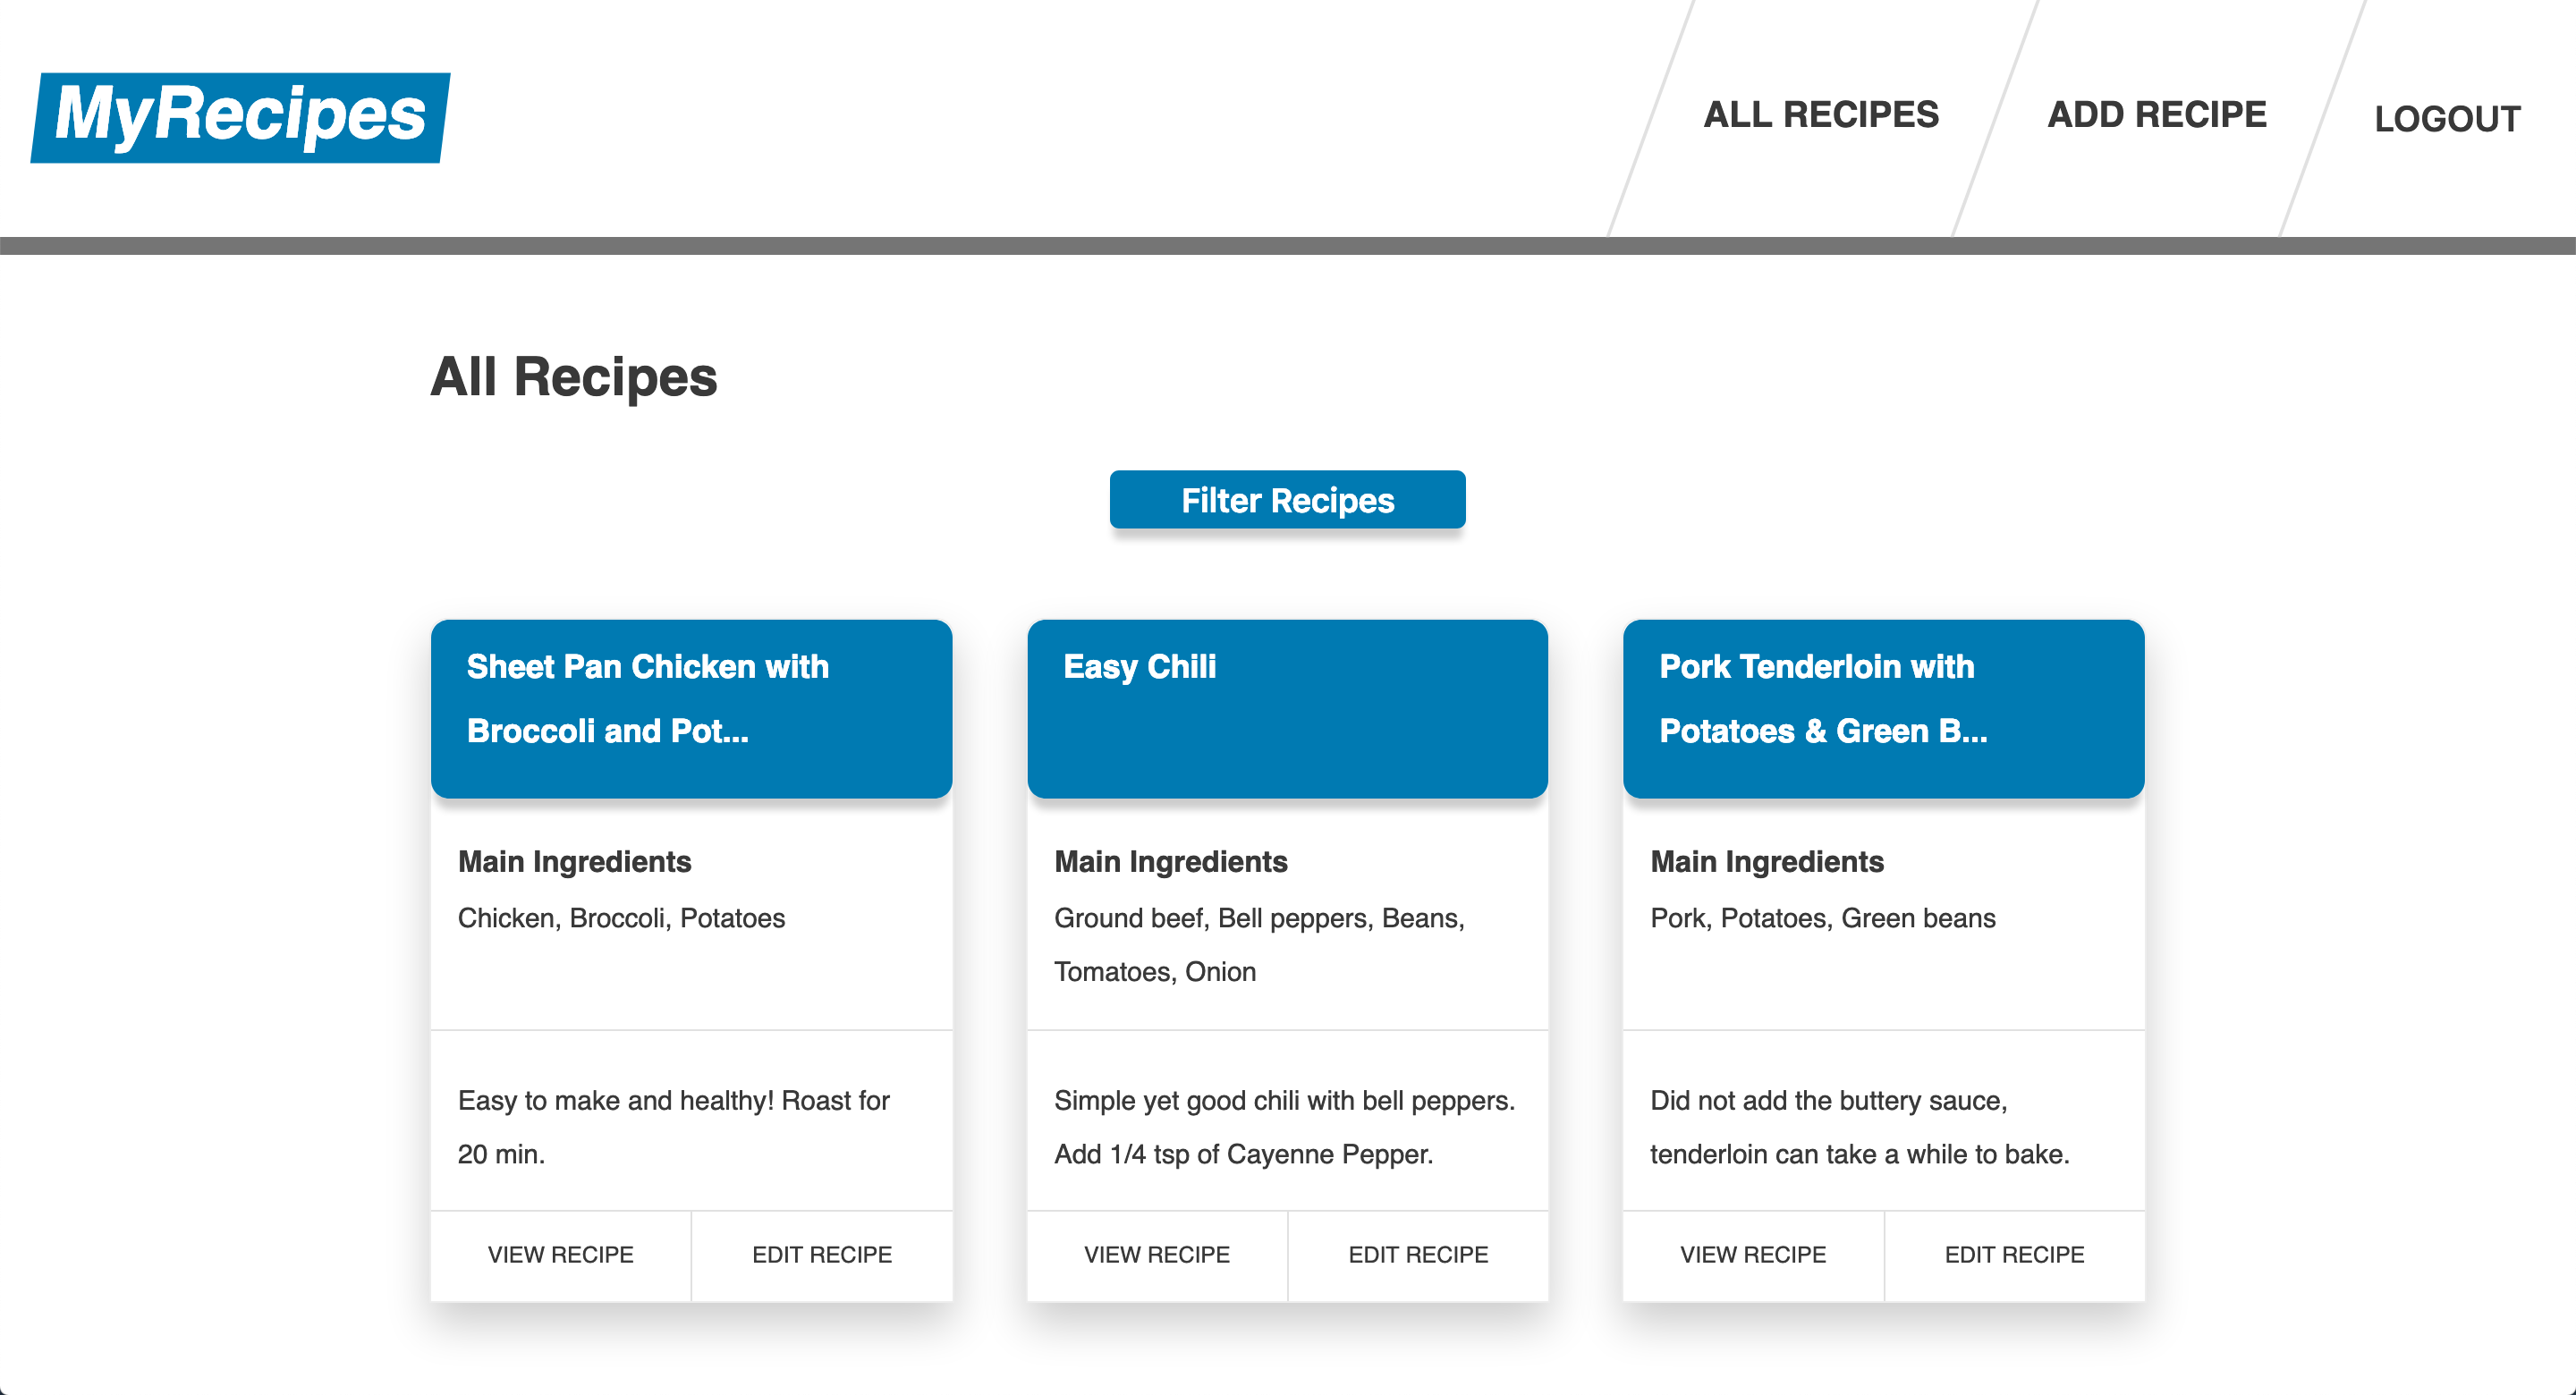 MyRecipes
ALL RECIPES
ADD RECIPE
LOGOUT
All Recipes
Filter Recipes
Sheet Pan Chicken with
Broccoli and Pot...
Main Ingredients
Chicken, Broccoli, Potatoes
Easy to make and healthy! Roast for
20 min.
VIEW RECIPE
EDIT RECIPE
Easy Chili
Main Ingredients
Ground beef, Bell peppers, Beans,
Tomatoes, Onion
Simple yet good chili with bell peppers.
Add 1/4 tsp of Cayenne Pepper.
VIEW RECIPE
EDIT RECIPE
Pork Tenderloin with
Potatoes & Green B...
Main Ingredients
Pork, Potatoes, Green beans
Did not add the buttery sauce,
tenderloin can take a while to bake.
VIEW RECIPE
EDIT RECIPE